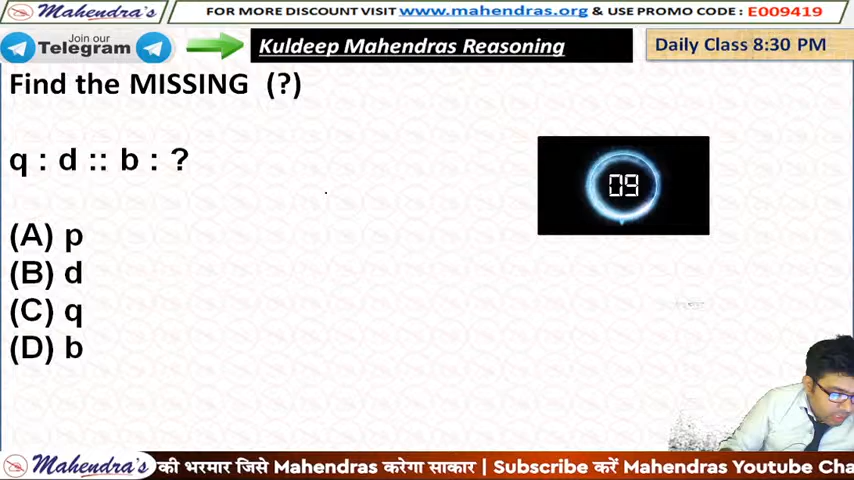 Mahendra's
FOR MORE DISCOUNT VISIT www.mahendras.org & USE PROMO CODE : E009419
Join our
Telegram
Kuldeep Mahendras Reasoning
Daily Class 8:30 PM
Find the MISSING (?)
q : d :: b : ?
09
(A) p
(B) d
(C) q
(D) b
Mahendra's
की भरमार जिसे Mahendras करेगा साकार | Subscribe करें Mahendras Youtube Cha